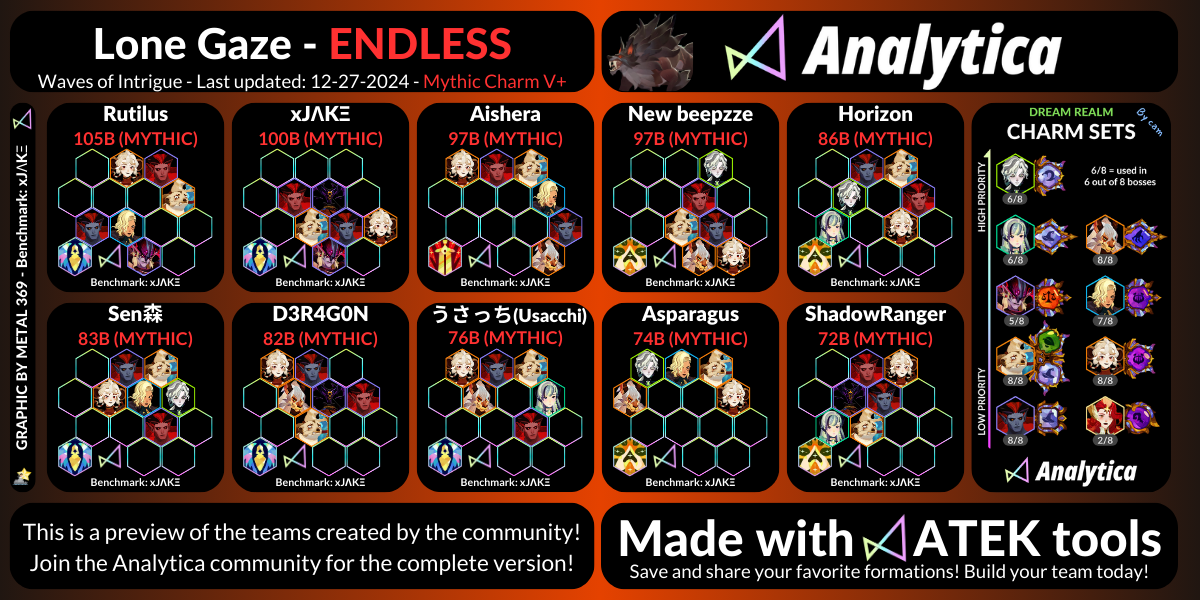 Lone Gaze - ENDLESS
Waves of Intrigue - Last updated: 12-27-2024 - Mythic Charm V+
Analytica
GRAPHIC BY METAL 369 - Benchmark: xJΛKΞ
Rutilus
105B (MYTHIC)
Benchmark: xJΛKΞ
xJΛKΞ
100B (MYTHIC)
Benchmark: xJΛKΞ
Aishera
97B (MYTHIC)
Benchmark: xJΛKΞ
New beepzze
97B (MYTHIC)
Benchmark: xJΛKΞ
Horizon
86B (MYTHIC)
Benchmark: xJΛKΞ
Sen森
83B (MYTHIC)
Benchmark: xJΛKΞ
D3R4G0N
82B (MYTHIC)
Benchmark: xJΛKΞ
うさっち(Usacchi)
76B (MYTHIC)
Benchmark: xJΛKΞ
Asparagus
74B (MYTHIC)
Benchmark: xJΛKΞ
ShadowRanger
72B (MYTHIC)
Benchmark: xJΛKΞ
DREAM REALM
CHARM SETS
By cam
HIGH PRIORITY
LOW PRIORITY
6/8 = used in
6 out of 8 bosses
6/8
6/8
8/8
5/8
7/8
8/8
8/8
8/8
2/8
Analytica
This is a preview of the teams created by the community!
Join the Analytica community for the complete version!
Made with ATEK tools
Save and share your favorite formations! Build your team today!